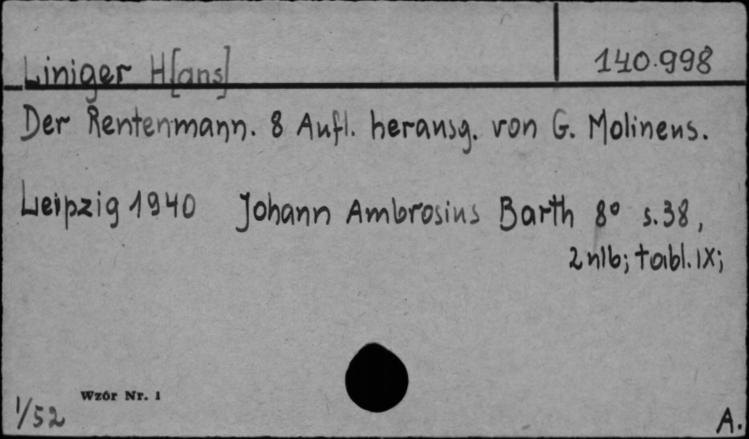 Liniger H[ans]
140.998
Der Rentenmann. 8 Aufl. herausg. von G. Molineus.
Leipzig 1940 Johann Ambrosius Barth 8° s.38,
2 nlb; tabl. IX;
Wzór Nr. 1
1/52
A.